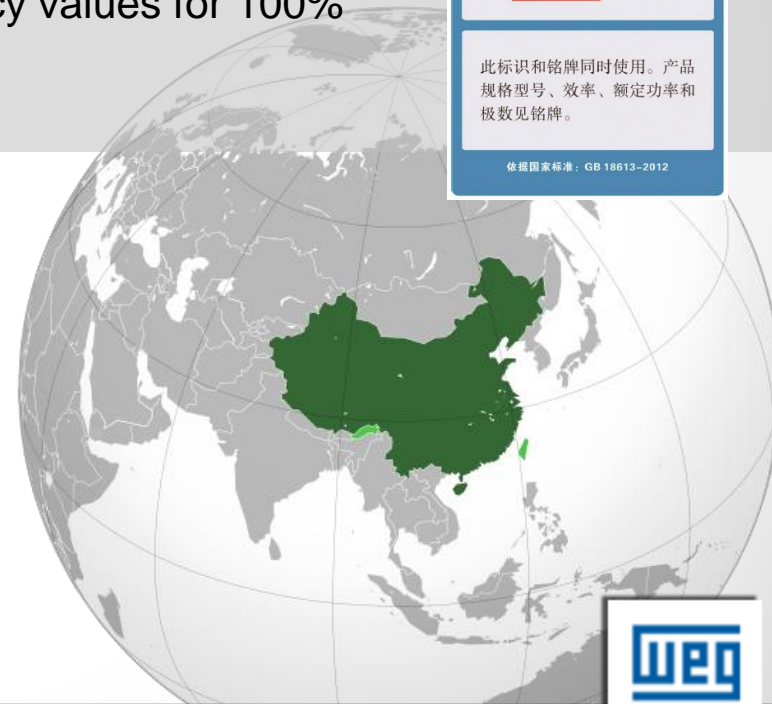 cy values for 100%
此标识和铭牌同时使用。产品
规格型号、效率、额定功率和
极数见铭牌。
依据国家标准：GB 18613-2012
weg